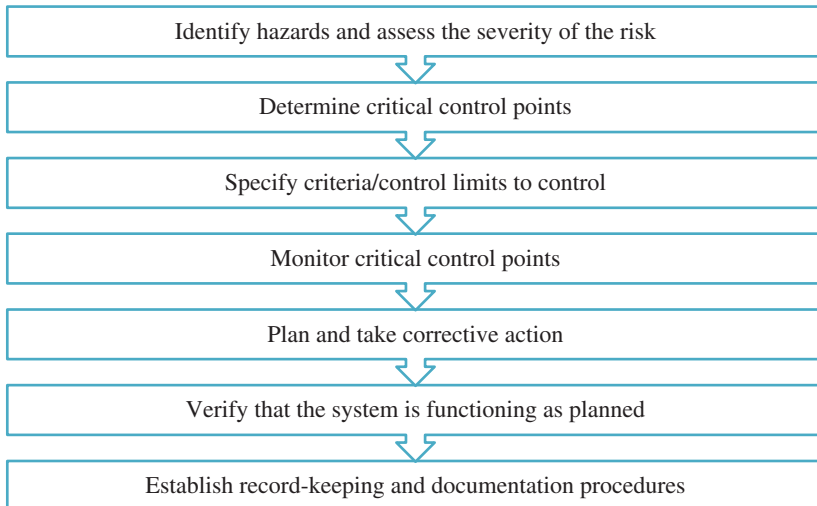 Identify hazards and assess the severity of the risk
Determine critical control points
Specify criteria/control limits to control
Monitor critical control points
Plan and take corrective action
Verify that the system is functioning as planned
Establish record-keeping and documentation procedures